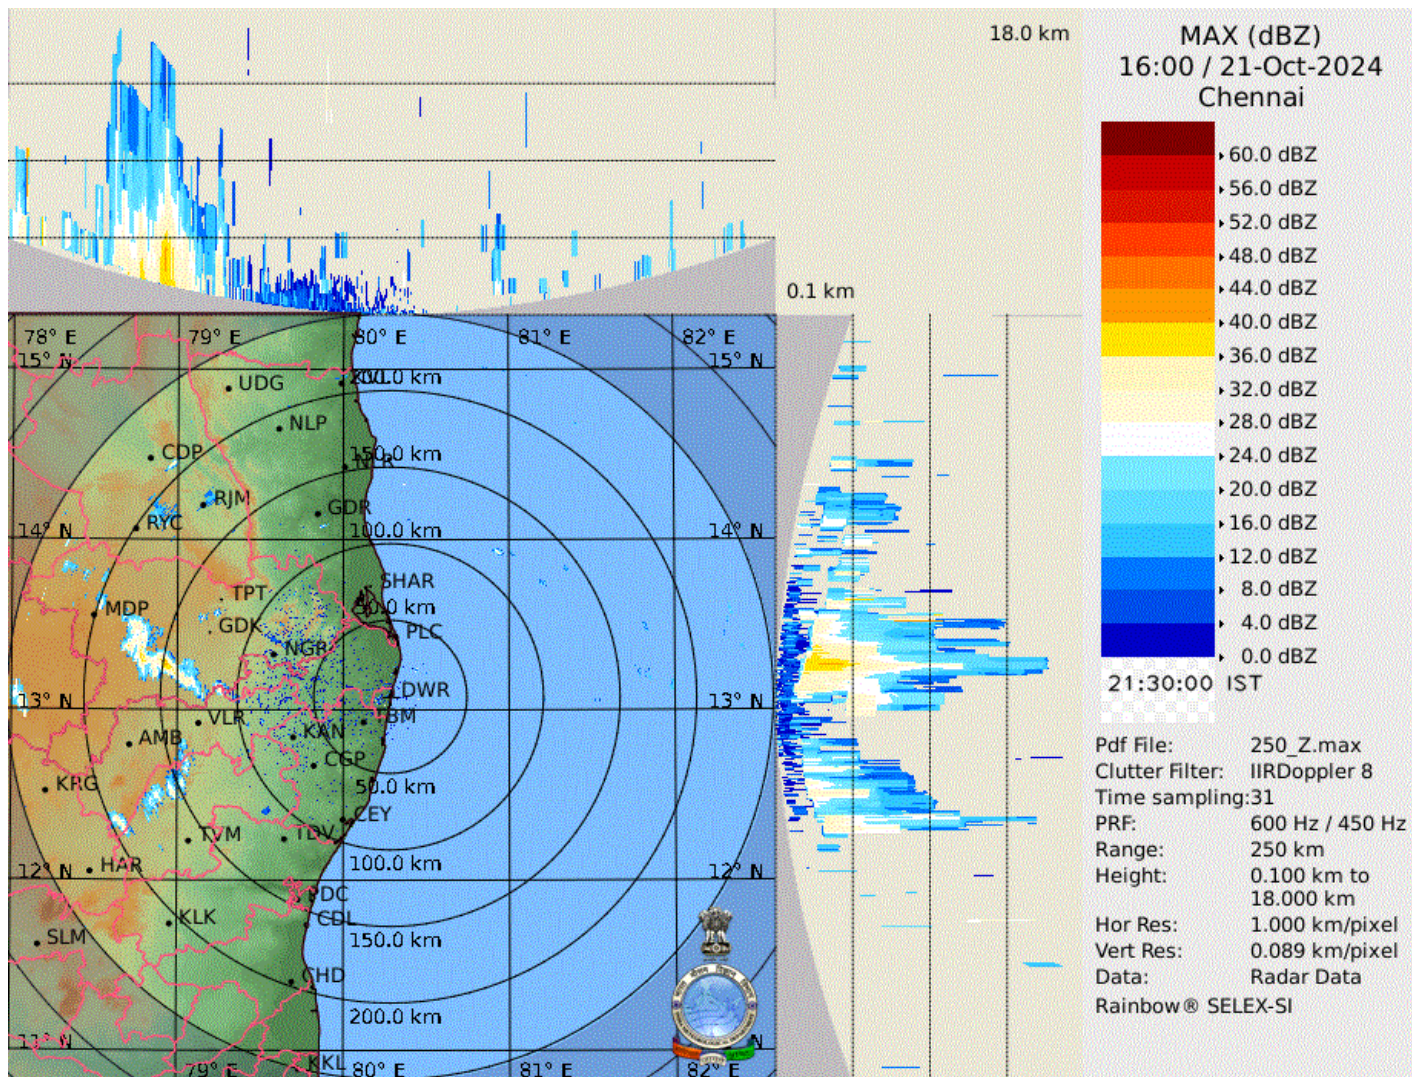 18.0 km
0.1 km
MAX (dBZ)
16:00 / 21-Oct-2024
Chennai
60.0 dBZ
56.0 dBZ
52.0 dBZ
48.0 dBZ
44.0 dBZ
40.0 dBZ
36.0 dBZ
32.0 dBZ
28.0 dBZ
24.0 dBZ
20.0 dBZ
16.0 dBZ
12.0 dBZ
8.0 dBZ
4.0 dBZ
0.0 dBZ
21:30:00 IST
Pdf File: 250_Z.max
Clutter Filter: IIRDoppler 8
Time sampling:31
PRF: 600 Hz / 450 Hz
Range: 250 km
Height: 0.100 km to
18.000 km
Hor Res: 1.000 km/pixel
Vert Res: 0.089 km/pixel
Data: Radar Data
Rainbow® SELEX-SI
78° E 79° E 80° E 81° E 82° E
15° N 15° N
UDG 200.0 km
NLP
CDP 150.0 km
RJM
GDR
RYC 100.0 km
14° N 14° N
SHAR
TPT
MDP 50.0 km
GDK PLC
NGR
DWR
13° N 13° N
VLR
AMB KAN
CGP
KRG 50.0 km
CEY
TVM TDV
HAR 100.0 km
12° N 12° N
PDC
KLK CDL
SLM 150.0 km
CHD
200.0 km
11° N
KKL
79° E 80° E 81° E 82° E